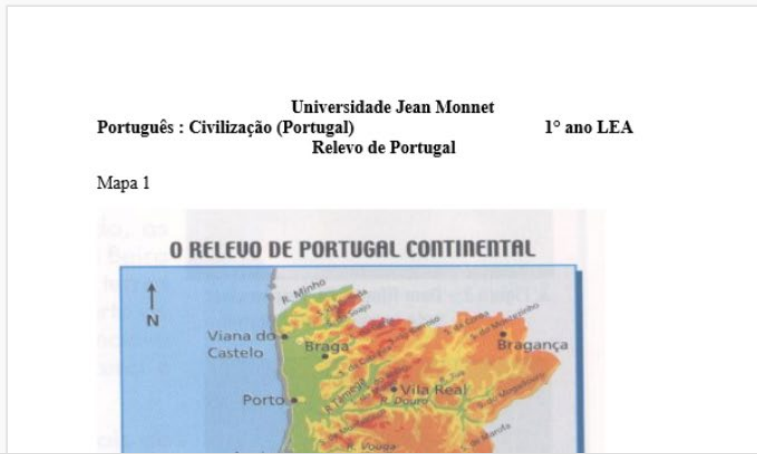 Universidade Jean Monnet
Português : Civilização (Portugal) 1° ano LEA
Relevo de Portugal
Mapa 1
O RELEVO DE PORTUGAL CONTINENTAL
N
R. Minho
Viana do
Castelo
Braga
Bragança
Porto
Vila Real
R. Douro
R. Vouga